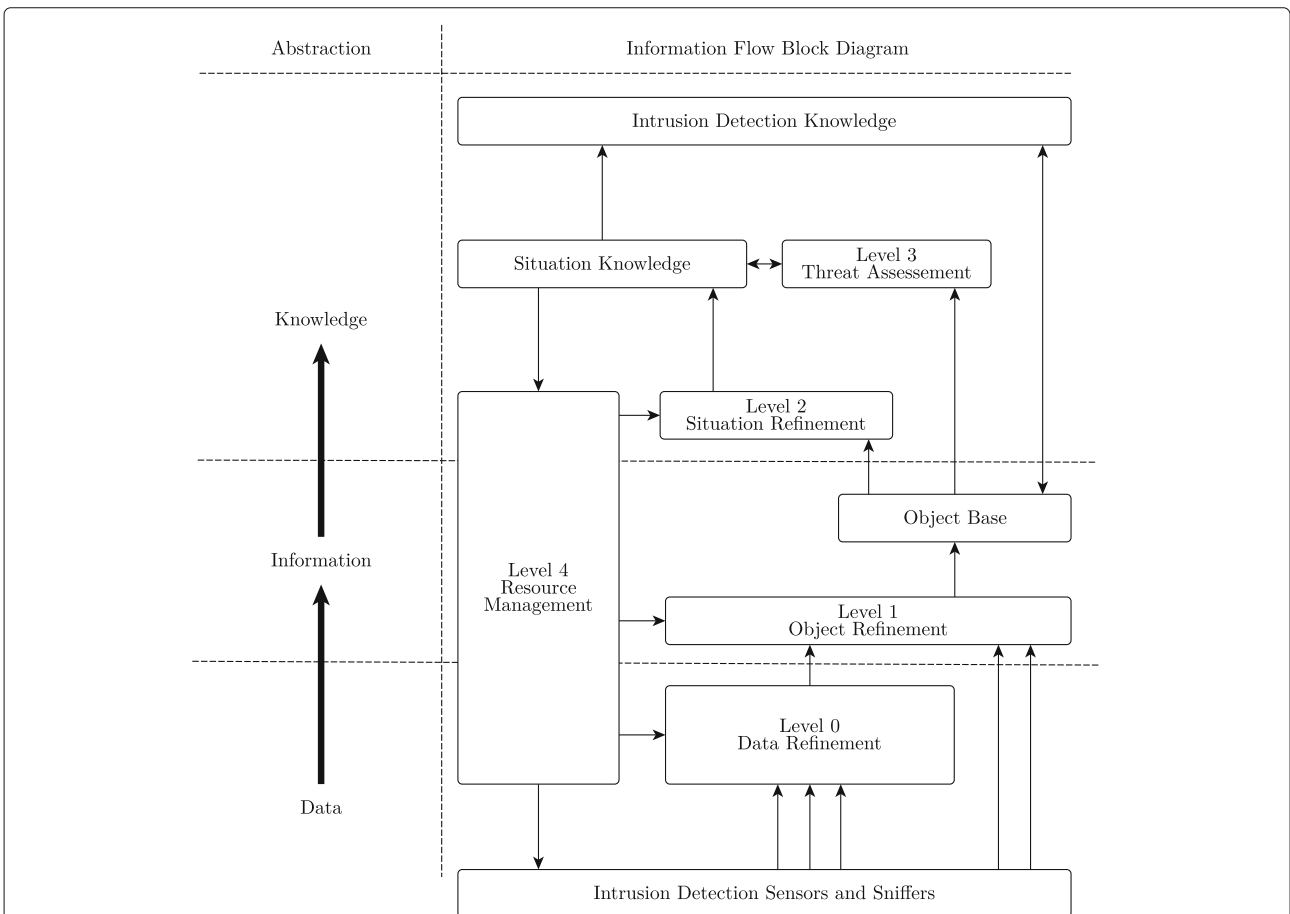 Abstraction
Information Flow Block Diagram
Intrusion Detection Knowledge
Situation Knowledge
Level 3
Threat Assessement
Knowledge
Level 2
Situation Refinement
Object Base
Information
Level 4
Resource
Management
Level 1
Object Refinement
Level 0
Data Refinement
Data
Intrusion Detection Sensors and Sniffers